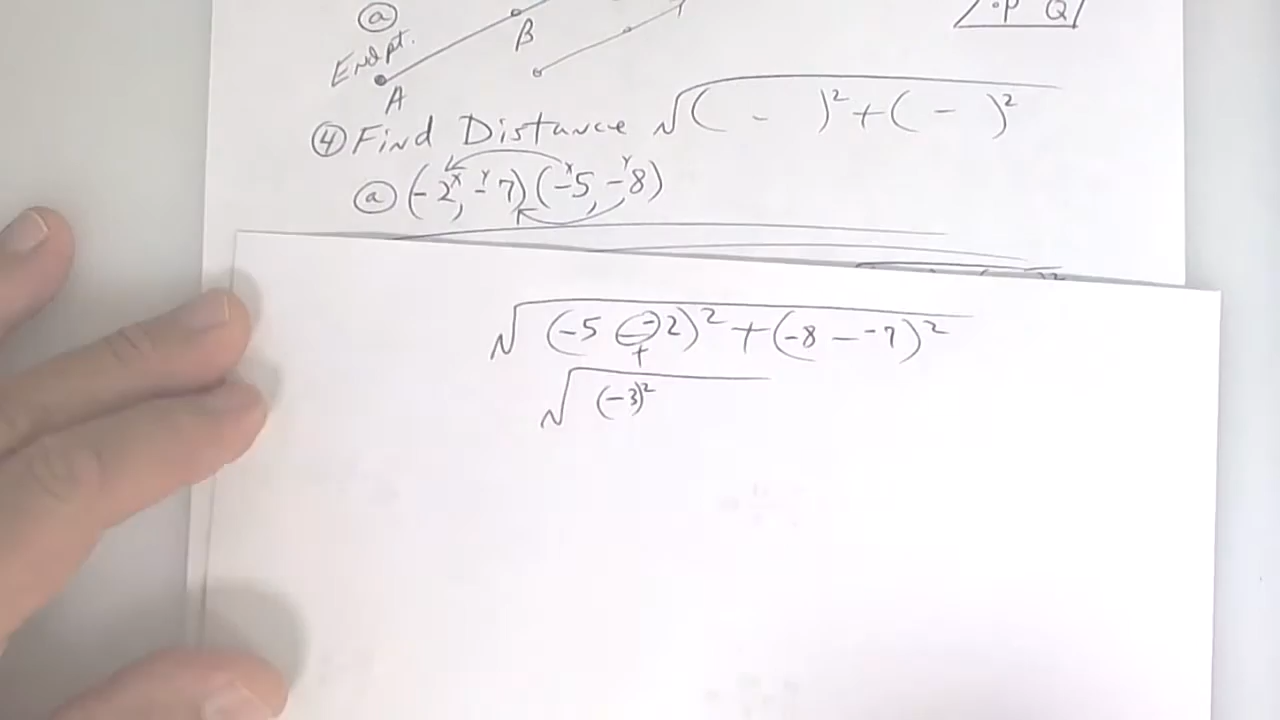 ⓐ
·P Q
End pt. B
A
④ Find Distance √( - )² + ( - )²
x y x y
ⓐ (-2, -7) (-5, -8)
√(-5 - -2)² + (-8 - -7)²
+
√(-3)²